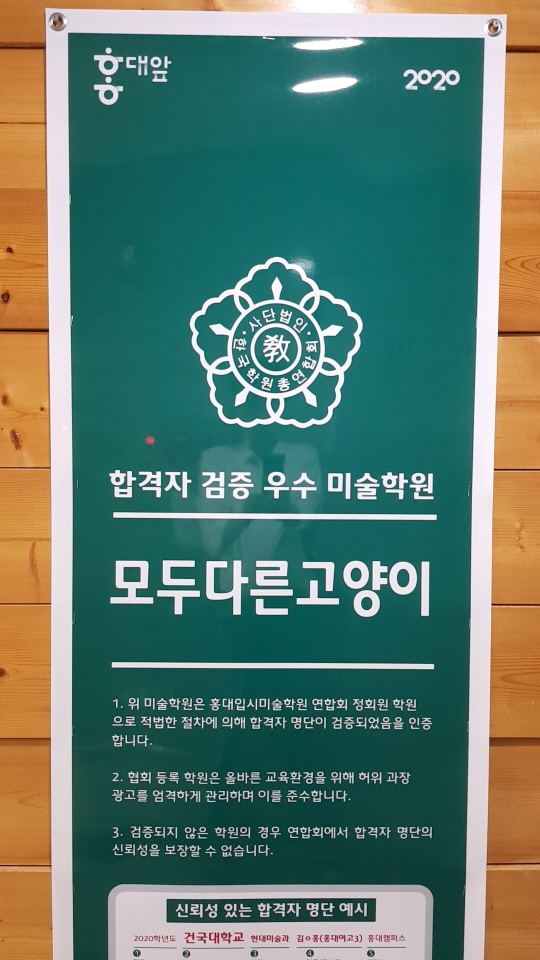 홍대앞
2020
사단법인
한국학원총연합회
敎
합격자 검증 우수 미술학원
모두다른고양이
1. 위 미술학원은 홍대입시미술학원 연합회 정회원 학원
으로 적법한 절차에 의해 합격자 명단이 검증되었음을 인증
합니다.
2. 협회 등록 학원은 올바른 교육환경을 위해 허위 과장
광고를 엄격하게 관리하며 이를 준수합니다.
3. 검증되지 않은 학원의 경우 연합회에서 합격자 명단의
신뢰성을 보장할 수 없습니다.
신뢰성 있는 합격자 명단 예시
2020학년도 건국대학교 현대미술과 김ㅇ홍(홍대여고3) 홍대캠퍼스
1 2 3 4 5